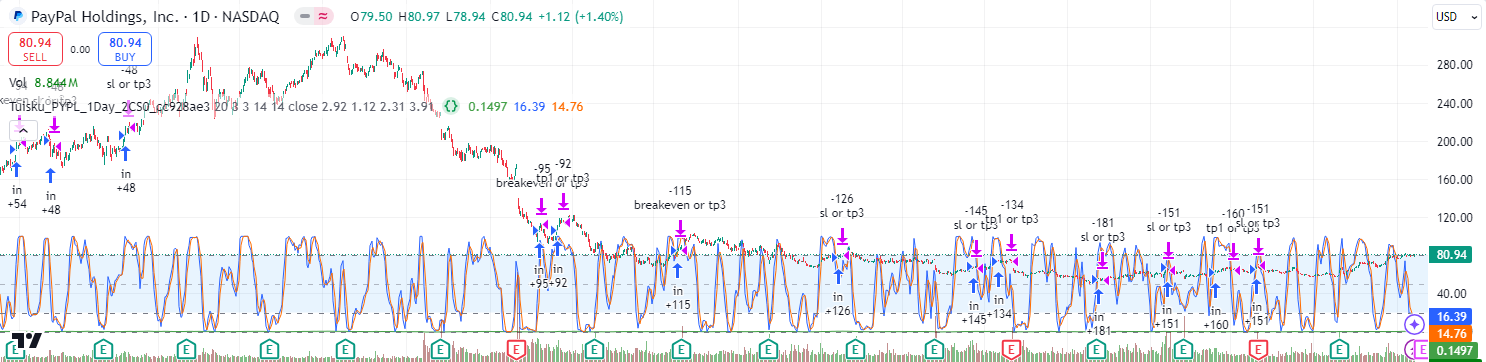 PayPal Holdings, Inc. · 1D · NASDAQ O79.50 H80.97 L78.94 C80.94 +1.12 (+1.40%)
USD
80.94
SELL
0.00
80.94
BUY
Vol 8.844M
Tulsku_PYPL_1Day_2LS0_cc928ae3 20 3 3 14 14 close 2.92 1.12 2.31 3.91 {} 0.1497 16.39 14.76
-48
sl or tp3
in
+54
in
+48
in
+48
-95
breakeven or tp3
-92
tp1 or tp3
in
+95
in
+92
-115
breakeven or tp3
in
+115
-126
sl or tp3
in
+126
-145
sl or tp3
in
+145
-134
tp1 or tp3
in
+134
-181
sl or tp3
in
+181
-151
sl or tp3
in
+151
-160
tp1 or tp3
in
+160
-151
sl or tp3
in
+151
280.00
240.00
200.00
160.00
120.00
80.94
40.00
16.39
14.76
0.1497
E E E E E E E E E E E E E E E E E E